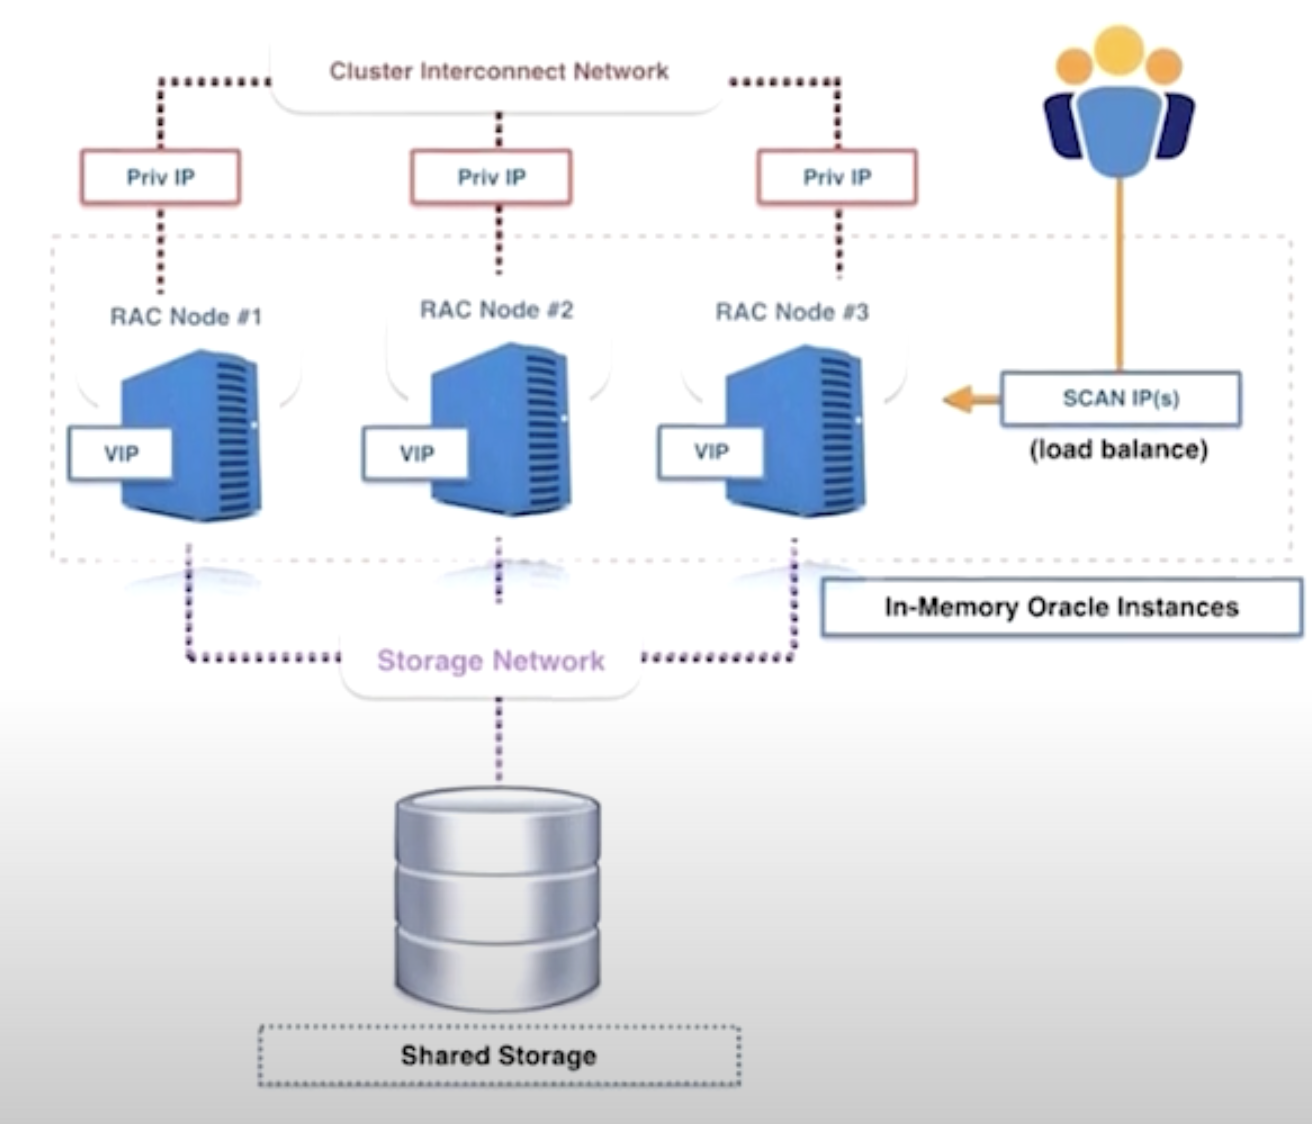 Cluster Interconnect Network
Priv IP
Priv IP
Priv IP
RAC Node #1
RAC Node #2
RAC Node #3
VIP
VIP
VIP
SCAN IP(s)
(load balance)
In-Memory Oracle Instances
Storage Network
Shared Storage